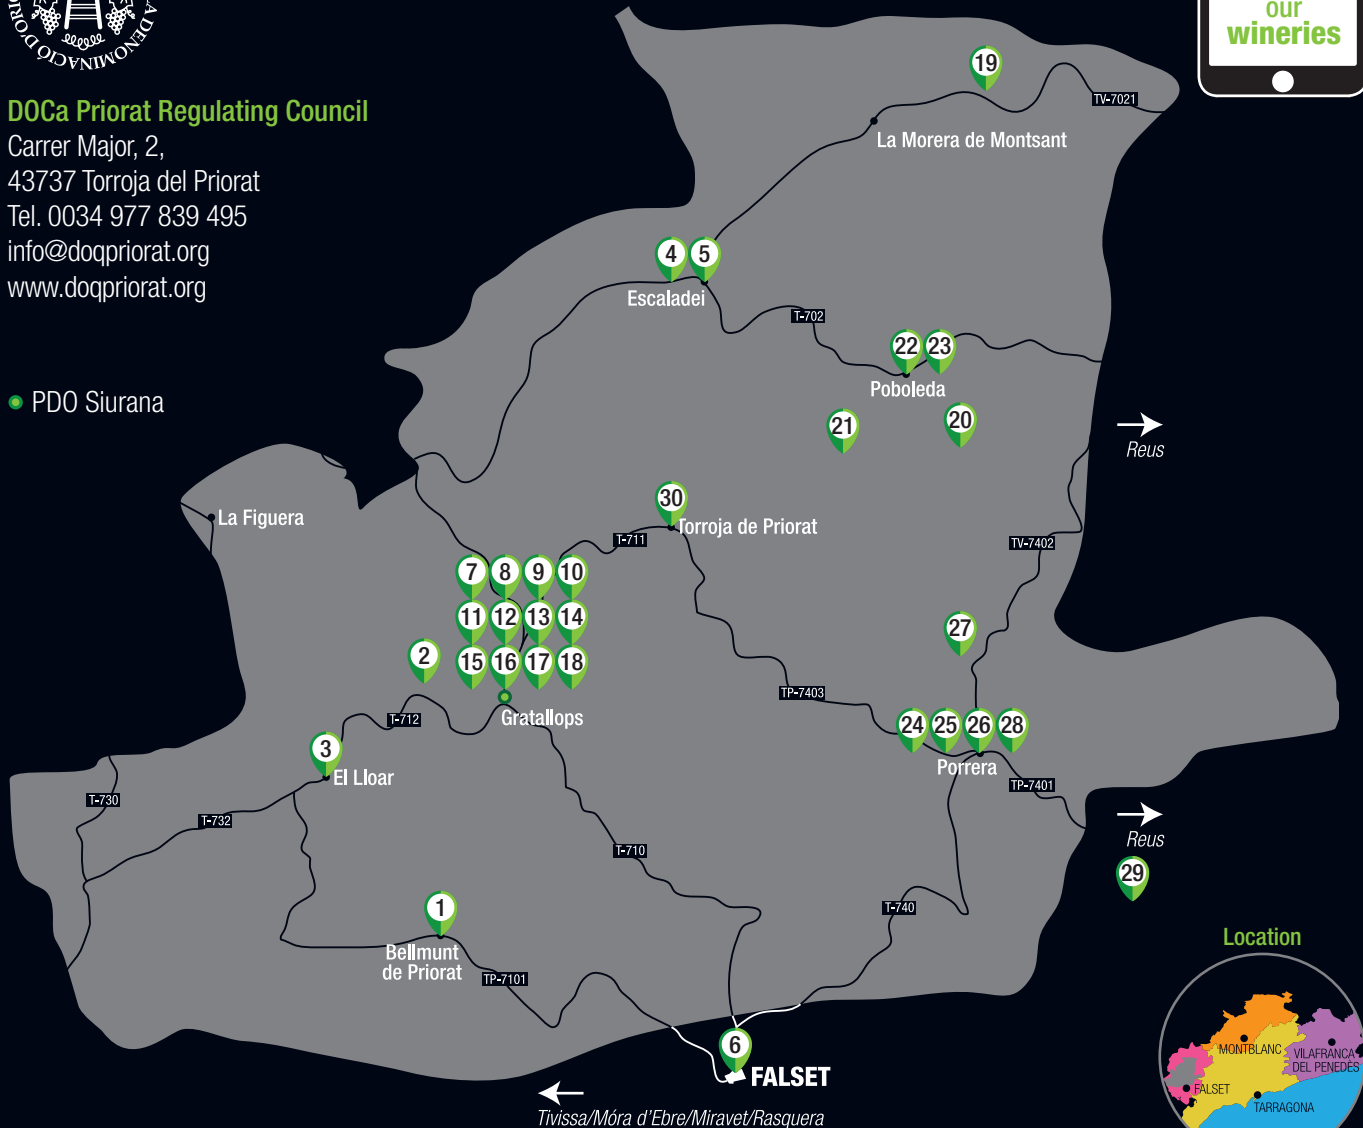 LA DENOMINACIÓ D'ORI
our
wineries
DOCa Priorat Regulating Council
Carrer Major, 2,
43737 Torroja del Priorat
Tel. 0034 977 839 495
info@doqpriorat.org
www.doqpriorat.org
PDO Siurana
19
TV-7021
La Morera de Montsant
4 5
Escaladei
T-702
22 23
Poboleda
21
20
Reus
30
Torroja de Priorat
La Figuera
T-711
TV-7402
7 8 9 10
11 12 13 14
15 16 17 18
2
27
Gratallops
T-712
TP-7403
24 25 26 28
Porrera
3
El Lloar
TP-7401
T-730
T-732
Reus
T-710
29
1
T-740
Bellmunt
de Priorat
TP-7101
6
FALSET
Tivissa/Móra d'Ebre/Miravet/Rasquera
Location
MONTBLANC
VILAFRANCA
DEL PENEDÈS
FALSET
TARRAGONA